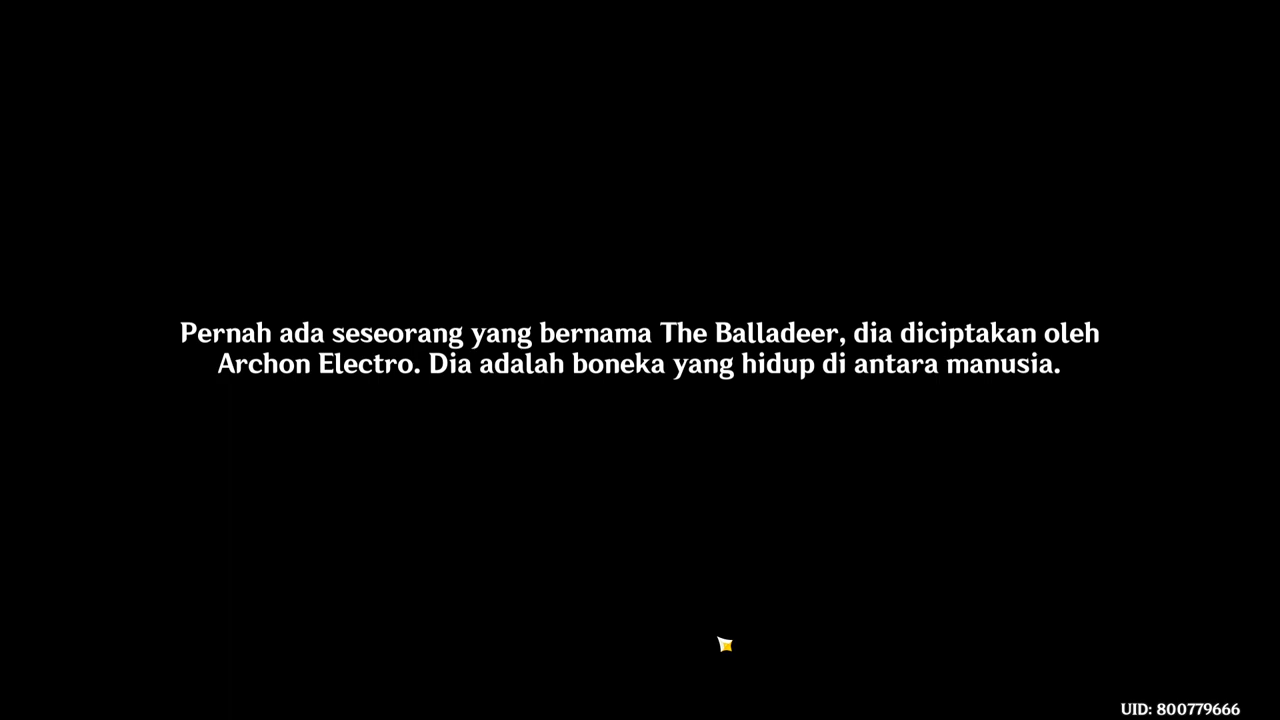 Pernah ada seseorang yang bernama The Balladeer, dia diciptakan oleh
Archon Electro. Dia adalah boneka yang hidup di antara manusia.
UID: 800779666